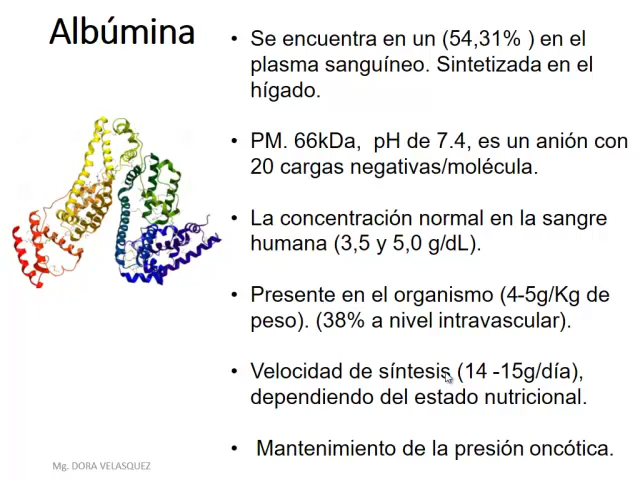 Albúmina
• Se encuentra en un (54,31% ) en el
plasma sanguíneo. Sintetizada en el
hígado.
• PM. 66kDa, pH de 7.4, es un anión con
20 cargas negativas/molécula.
• La concentración normal en la sangre
humana (3,5 y 5,0 g/dL).
• Presente en el organismo (4-5g/Kg de
peso). (38% a nivel intravascular).
• Velocidad de síntesis (14 -15g/día),
dependiendo del estado nutricional.
• Mantenimiento de la presión oncótica.
Mg. DORA VELASQUEZ